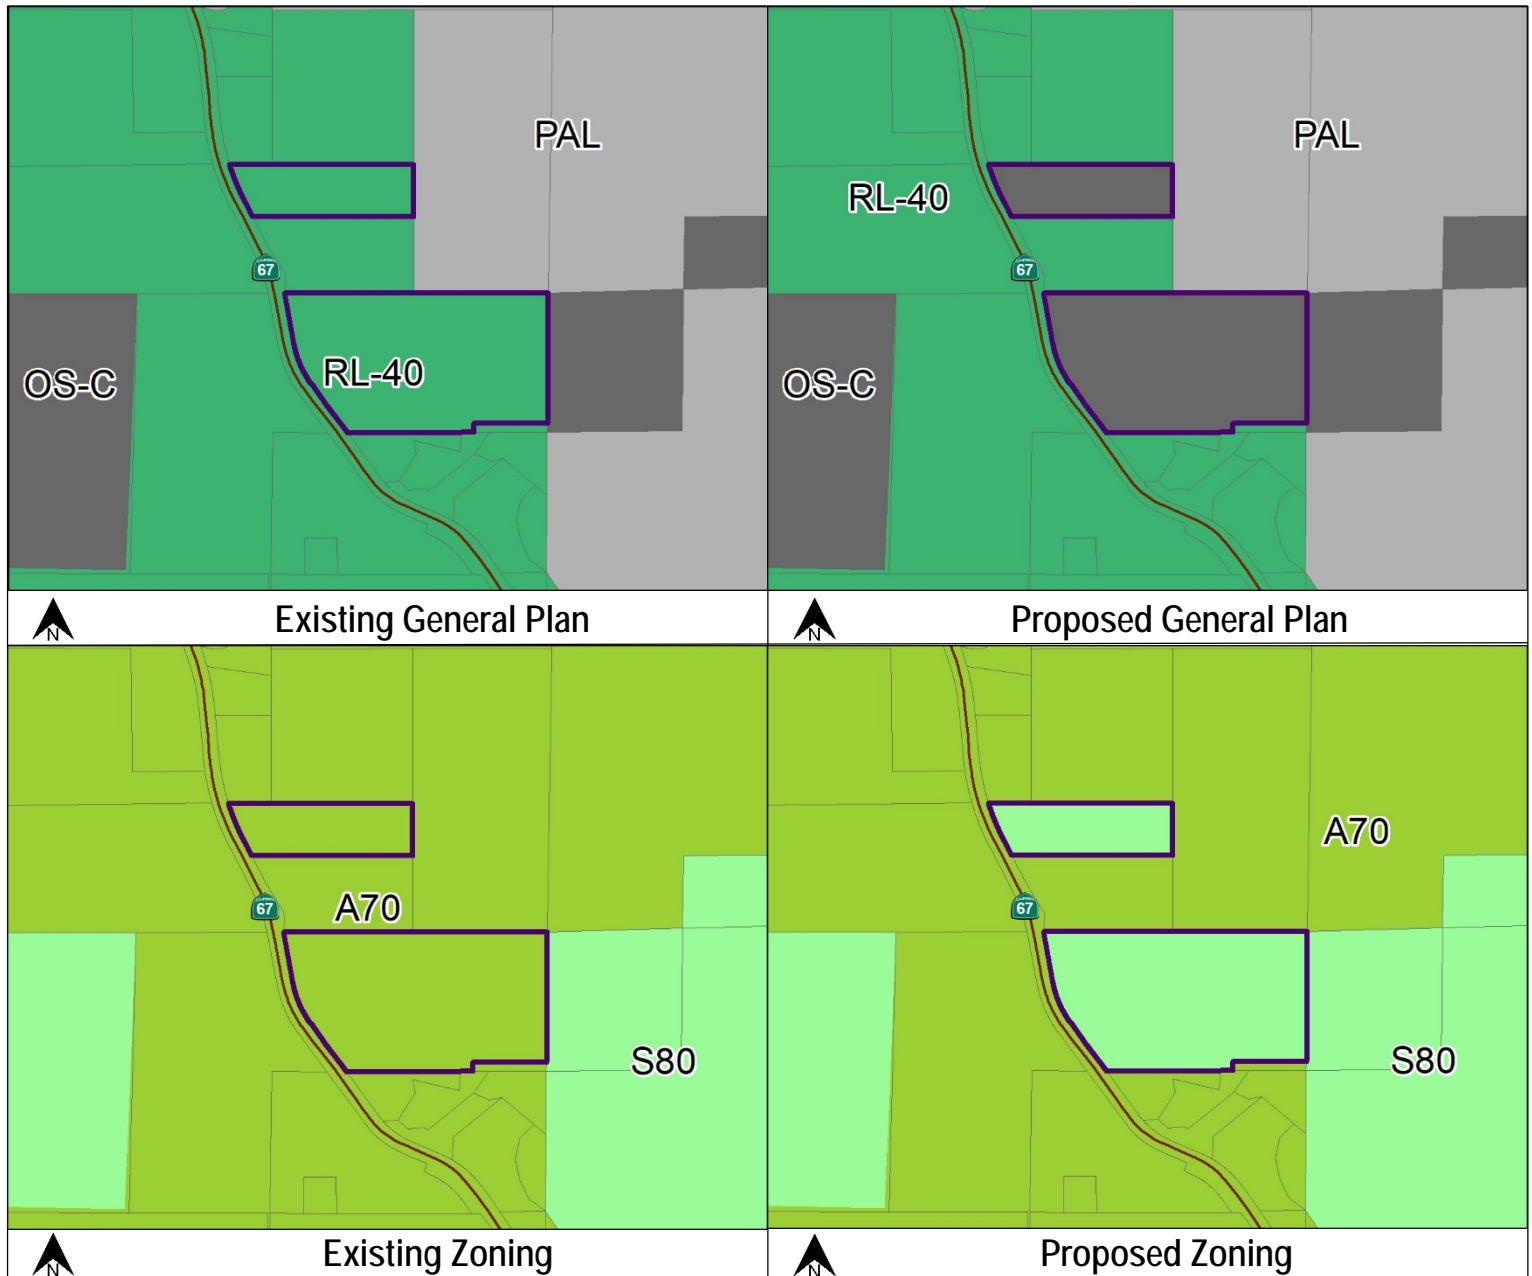 PAL
67
RL-40
OS-C
N
Existing General Plan
PAL
RL-40
67
OS-C
N
Proposed General Plan
67
A70
S80
N
Existing Zoning
A70
67
S80
N
Proposed Zoning